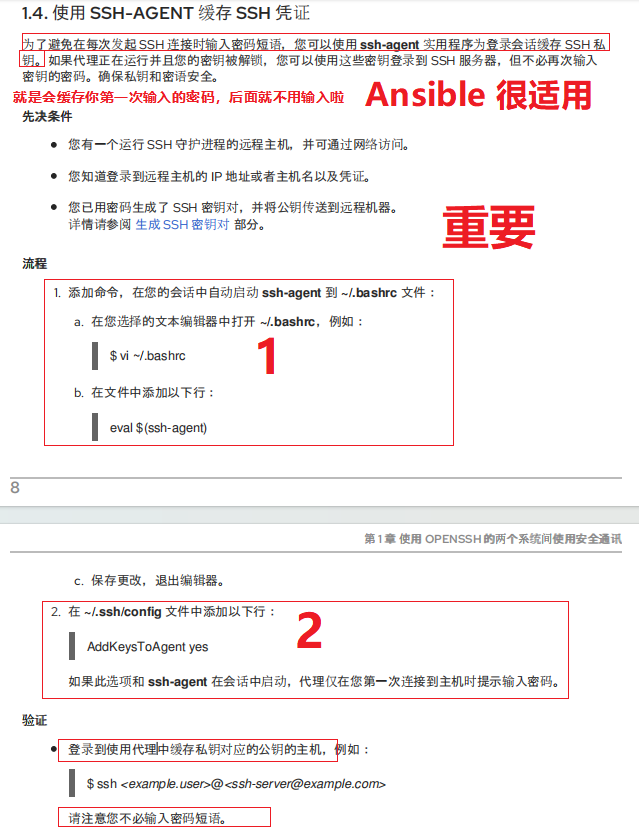 1.4. 使用 SSH-AGENT 缓存 SSH 凭证
为了避免在每次发起 SSH 连接时输入密码短语，您可以使用 ssh-agent 实用程序为登录会话缓存 SSH 私
钥。如果代理正在运行并且您的密钥被解锁，您可以使用这些密钥登录到 SSH 服务器，但不必再次输入
密钥的密码。确保私钥和密语安全。
就是会缓存你第一次输入的密码，后面就不用输入啦
Ansible 很适用
先决条件
● 您有一个运行 SSH 守护进程的远程主机，并可通过网络访问。
● 您知道登录到远程主机的 IP 地址或者主机名以及凭证。
● 您已用密码生成了 SSH 密钥对，并将公钥传送到远程机器。
详情请参阅 生成 SSH 密钥对 部分。
重要
流程
1. 添加命令，在您的会话中自动启动 ssh-agent 到 ~/.bashrc 文件：
a. 在您选择的文本编辑器中打开 ~/.bashrc，例如：
$ vi ~/.bashrc
1
b. 在文件中添加以下行：
eval $(ssh-agent)
8
第 1 章 使用 OPENSSH 的两个系统间使用安全通讯
c. 保存更改，退出编辑器。
2. 在 ~/.ssh/config 文件中添加以下行：
2
AddKeysToAgent yes
如果此选项和 ssh-agent 在会话中启动，代理仅在您第一次连接到主机时提示输入密码。
验证
● 登录到使用代理中缓存私钥对应的公钥的主机，例如：
$ ssh <example.user>@<ssh-server@example.com>
请注意您不必输入密码短语。